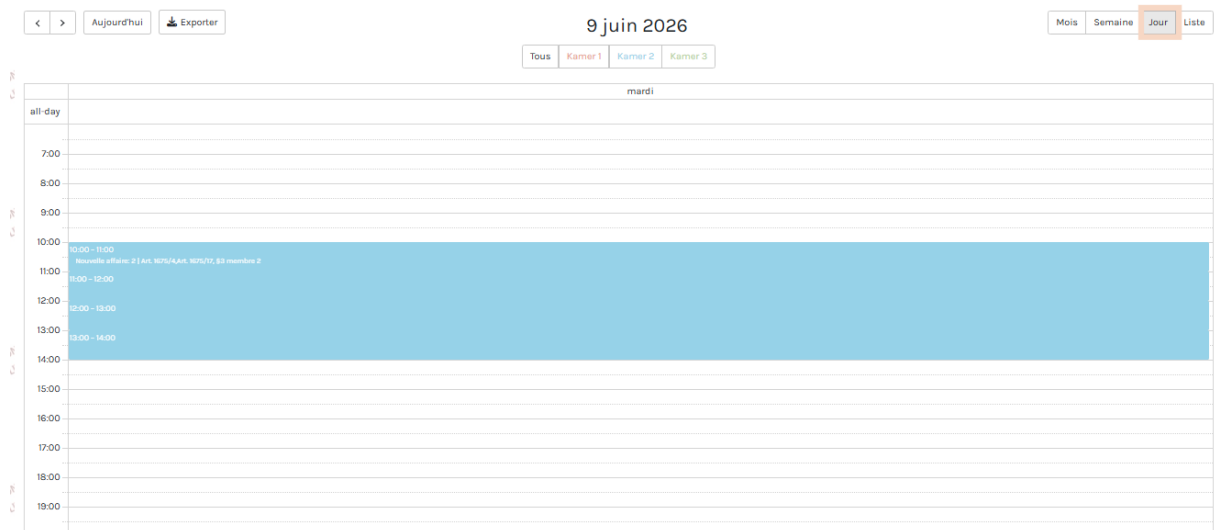 Aujourd'hui
Exporter
9 juin 2026
Mois Semaine Jour Liste
Tous Kamer 1 Kamer 2 Kamer 3
mardi
all-day
7:00
8:00
9:00
10:00
10:00 - 11:00
Nouvelle affaire: 2 | Art. 1675/4,Art. 1675/17, §3 membre 2
11:00
11:00 - 12:00
12:00
12:00 - 13:00
13:00
13:00 - 14:00
14:00
15:00
16:00
17:00
18:00
19:00